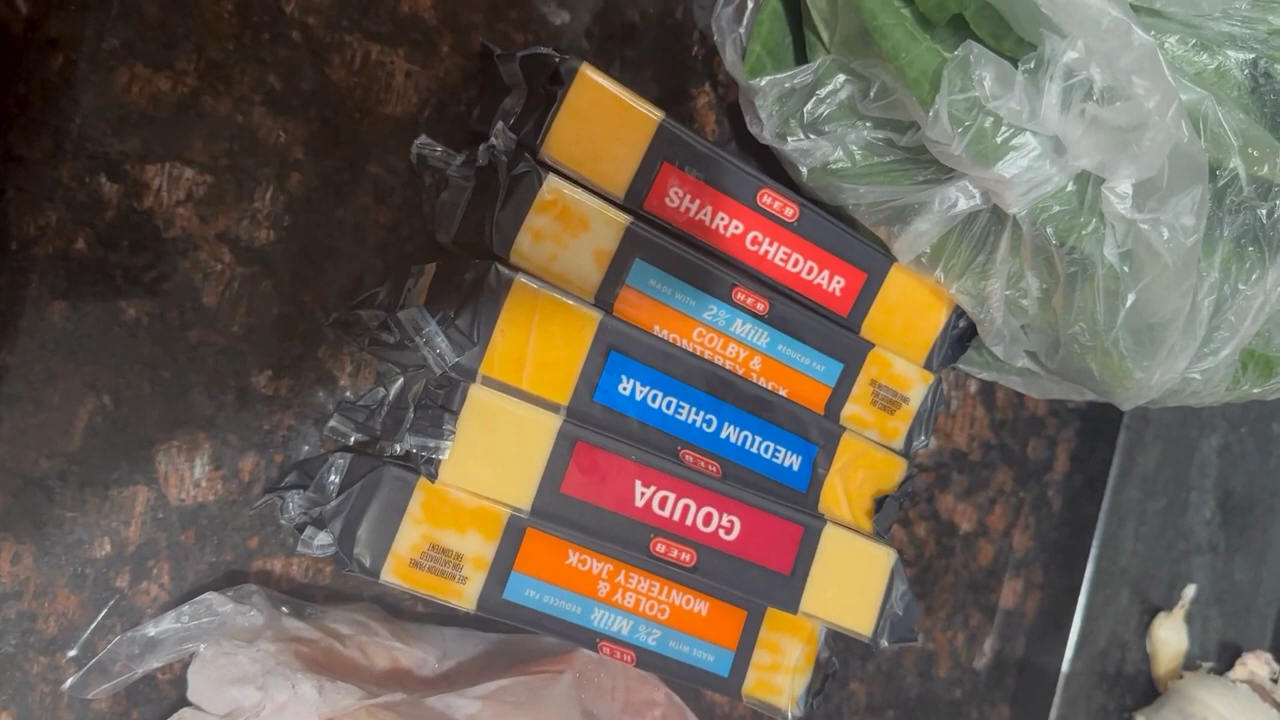 H-E-B
SHARP CHEDDAR
H-E-B
MADE WITH 2% Milk REDUCED FAT
COLBY &
MONTEREY JACK
SEE NUTRITION PANEL
FOR SATURATED
FAT CONTENT
MEDIUM CHEDDAR
H-E-B
GOUDA
H-E-B
SEE NUTRITION PANEL
FOR SATURATED
FAT CONTENT
COLBY &
MONTEREY JACK
MADE WITH 2% Milk REDUCED FAT
H-E-B